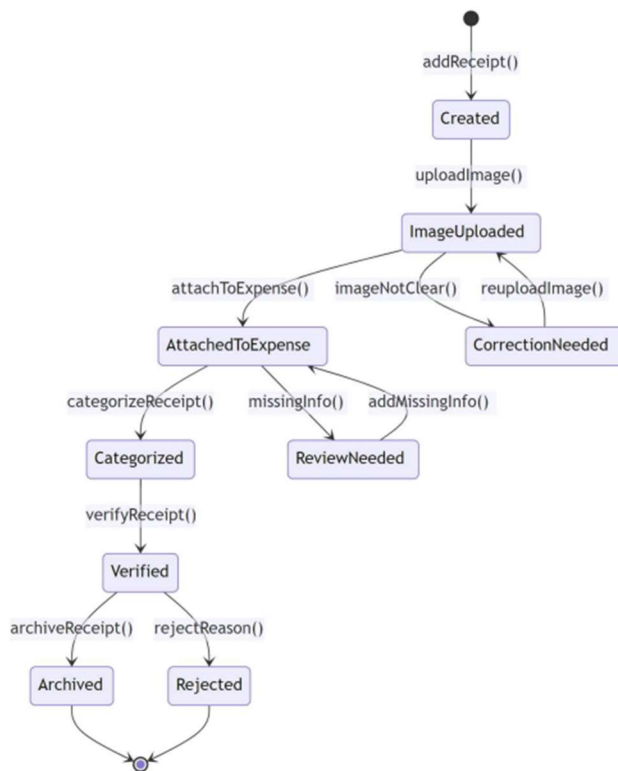 addReceipt()
Created
uploadImage()
ImageUploaded
attachToExpense()
imageNotClear()
reuploadImage()
AttachedToExpense
CorrectionNeeded
categorizeReceipt()
missingInfo()
addMissingInfo()
Categorized
ReviewNeeded
verifyReceipt()
Verified
archiveReceipt()
rejectReason()
Archived
Rejected